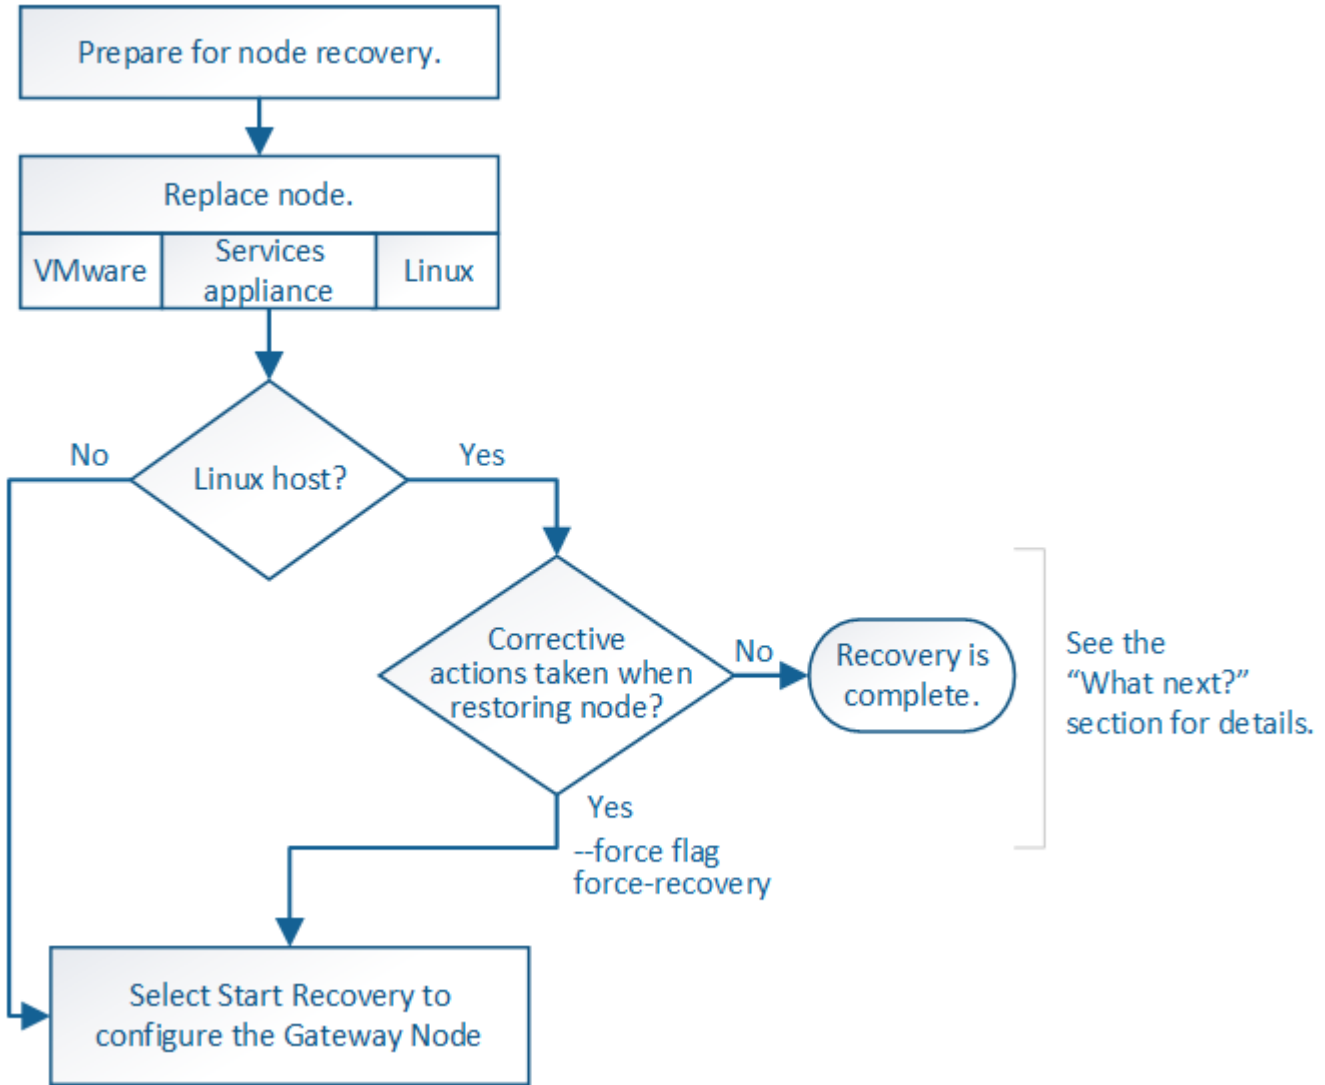 Prepare for node recovery.
Replace node.
VMware
Services
appliance
Linux
Linux host?
No
Yes
Corrective
actions taken when
restoring node?
No
Recovery is
complete.
See the
“What next?”
section for details.
Yes
--force flag
force-recovery
Select Start Recovery to
configure the Gateway Node